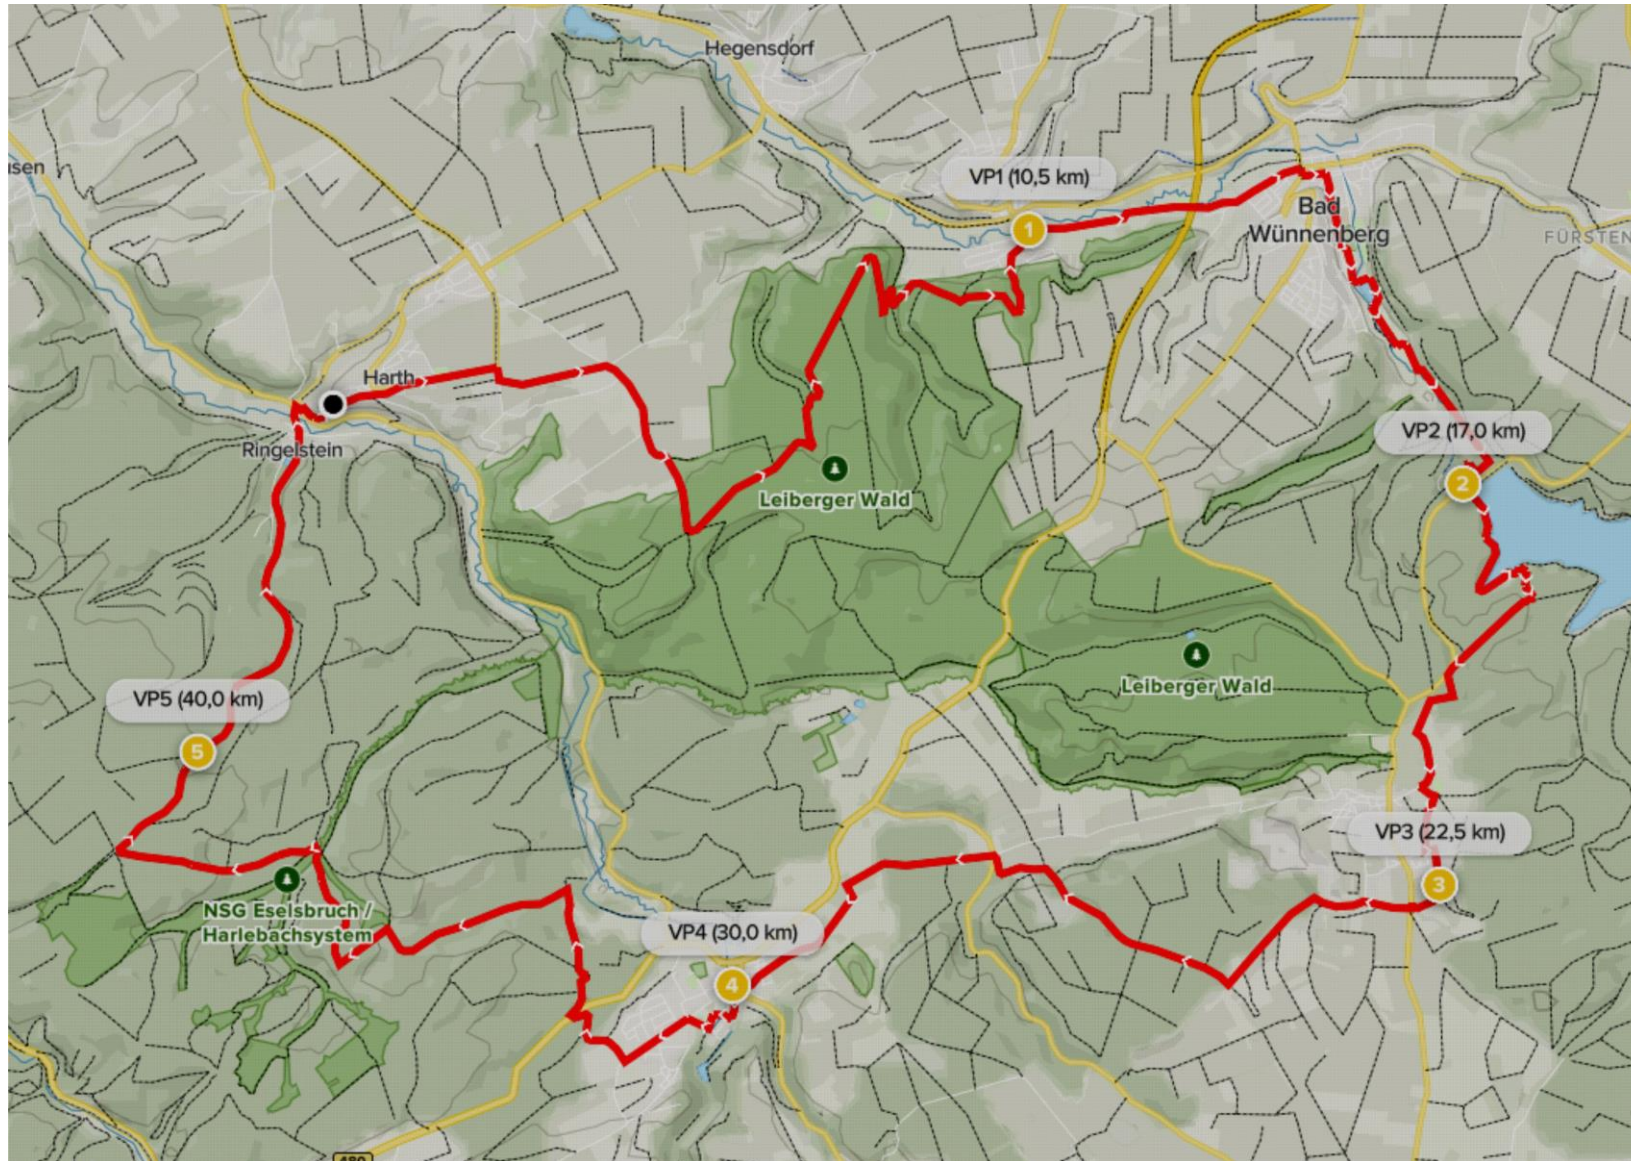 Hegensdorf
sen
VP1 (10,5 km)
1
Bad
Wünnenberg
FÜRSTEN
Harth
Ringelstein
VP2 (17,0 km)
2
Leiberger Wald
Leiberger Wald
VP5 (40,0 km)
5
VP3 (22,5 km)
3
NSG Eselsbruch /
Harlebachsystem
VP4 (30,0 km)
4
480